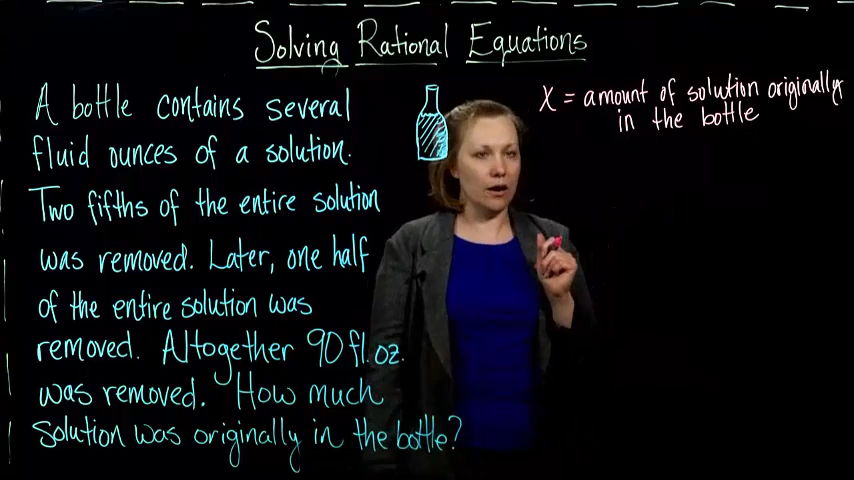 Solving Rational Equations
A bottle contains several
fluid ounces of a solution.
Two fifths of the entire solution
was removed. Later, one half
of the entire solution was
removed. Altogether 90 fl. oz.
was removed. How much
solution was originally in the bottle?
X = amount of solution originally
in the bottle